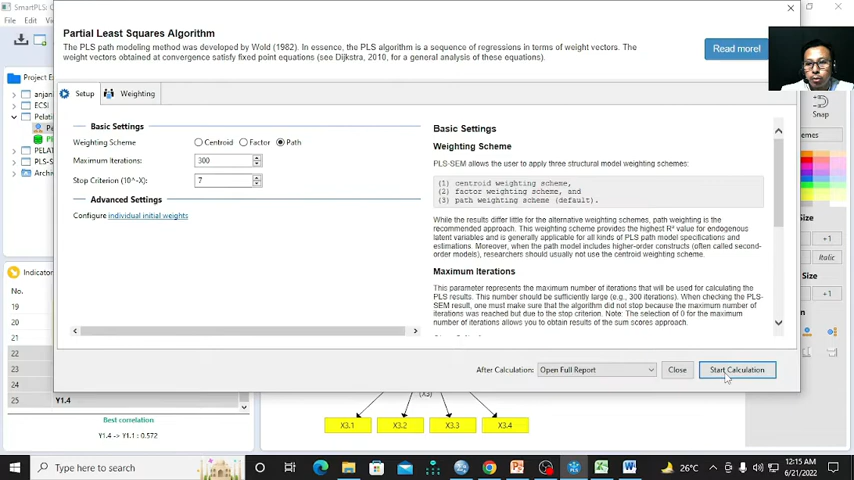 SmartPLS:
File
Edit
Partial Least Squares Algorithm
The PLS path modeling method was developed by Wold (1982). In essence, the PLS algorithm is a sequence of regressions in terms of weight vectors. The
weight vectors obtained at convergence satisfy fixed point equations (see Dijkstra, 2010, for a general analysis of these equations).
Read more!
Project Ex
anjan
ECSI
Pelati
Pe
PE
PELAT
PLS-S
Archiv
Setup
Weighting
Basic Settings
Weighting Scheme
Centroid
Factor
Path
Maximum Iterations:
300
Stop Criterion (10^-X):
7
Advanced Settings
Configure individual initial weights
Basic Settings
Weighting Scheme
PLS-SEM allows the user to apply three structural model weighting schemes:
(1) centroid weighting scheme,
(2) factor weighting scheme, and
(3) path weighting scheme (default).
While the results differ little for the alternative weighting schemes, path weighting is the
recommended approach. This weighting scheme provides the highest R² value for endogenous
latent variables and is generally applicable for all kinds of PLS path model specifications and
estimations. Moreover, when the path model includes higher-order constructs (often called second-
order models), researchers should usually not use the centroid weighting scheme.
Maximum Iterations
This parameter represents the maximum number of iterations that will be used for calculating the
PLS results. This number should be sufficiently large (e.g., 300 iterations). When checking the PLS-
SEM result, one must make sure that the algorithm did not stop because the maximum number of
iterations was reached but due to the stop criterion. Note: The selection of 0 for the maximum
number of iterations allows you to obtain results of the sum scores approach.
After Calculation:
Open Full Report
Close
Start Calculation
Snap
emes
Size
+1
Italic
Size
+1
Indicator
No.
19
20
21
22
23
24
25
Y1.4
Best correlation
Y1.4 -> Y1.1 : 0.572
(X3)
X3.1
X3.2
X3.3
X3.4
Type here to search
26°C
12:15 AM
6/21/2022